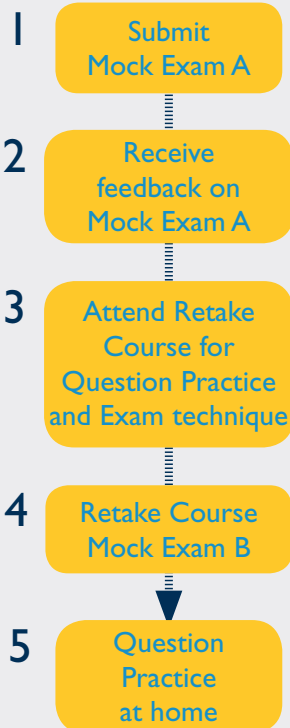 1
Submit
Mock Exam A
2
Receive
feedback on
Mock Exam A
3
Attend Retake
Course for
Question Practice
and Exam technique
4
Retake Course
Mock Exam B
5
Question
Practice
at home